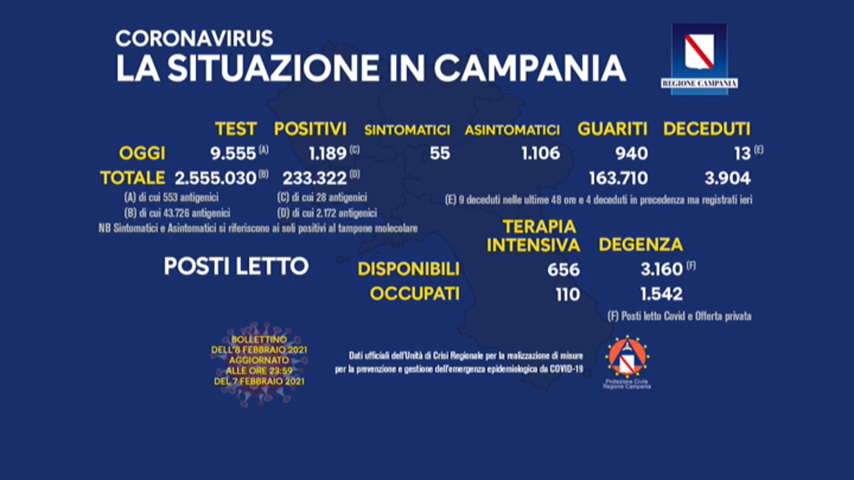 CORONAVIRUS
LA SITUAZIONE IN CAMPANIA
REGIONE CAMPANIA
TEST POSITIVI SINTOMATICI ASINTOMATICI GUARITI DECEDUTI
OGGI 9.555 (A) 1.189 (C) 55 1.106 940 13 (E)
TOTALE 2.555.030 (B) 233.322 (D) 163.710 3.904
(A) di cui 553 antigenici (C) di cui 28 antigenici (E) 9 deceduti nelle ultime 48 ore e 4 deceduti in precedenza ma registrati ieri
(B) di cui 43.726 antigenici (D) di cui 2.172 antigenici
NB Sintomatici e Asintomatici si riferiscono ai soli positivi al tampone molecolare
TERAPIA
INTENSIVA DEGENZA
POSTI LETTO DISPONIBILI 656 3.160 (F)
OCCUPATI 110 1.542
(F) Posti letto Covid e Offerta privata
BOLLETTINO
DELL'8 FEBBRAIO 2021
AGGIORNATO
ALLE ORE 23:59
DEL 7 FEBBRAIO 2021
Dati ufficiali dell'Unità di Crisi Regionale per la realizzazione di misure
per la prevenzione e gestione dell'emergenza epidemiologica da COVID-19
Protezione Civile
Regione Campania